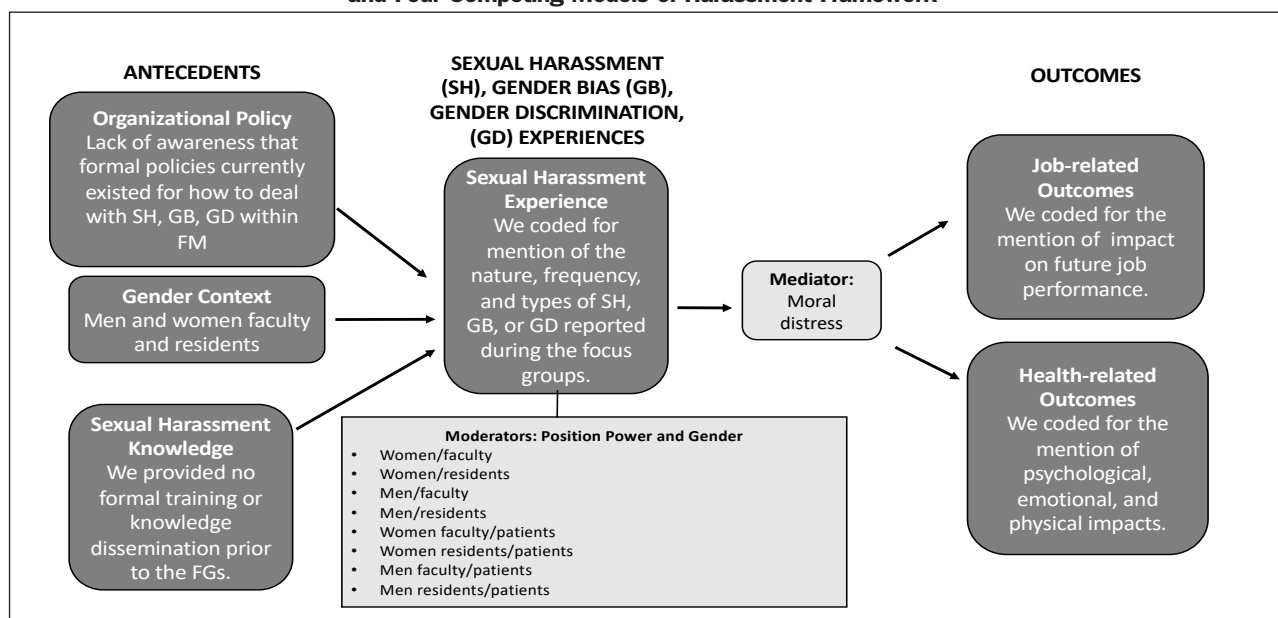 and Four Competing Models of Harassment Framework
ANTECEDENTS
Organizational Policy
Lack of awareness that
formal policies currently
existed for how to deal
with SH, GB, GD within
FM
Gender Context
Men and women faculty
and residents
Sexual Harassment
Knowledge
We provided no
formal training or
knowledge
dissemination prior
to the FGs.
SEXUAL HARASSMENT
(SH), GENDER BIAS (GB),
GENDER DISCRIMINATION,
(GD) EXPERIENCES
Sexual Harassment
Experience
We coded for
mention of the
nature, frequency,
and types of SH,
GB, or GD reported
during the focus
groups.
Moderators: Position Power and Gender
• Women/faculty
• Women/residents
• Men/faculty
• Men/residents
• Women faculty/patients
• Women residents/patients
• Men faculty/patients
• Men residents/patients
Mediator:
Moral
distress
OUTCOMES
Job-related
Outcomes
We coded for the
mention of impact
on future job
performance.
Health-related
Outcomes
We coded for the
mention of
psychological,
emotional, and
physical impacts.